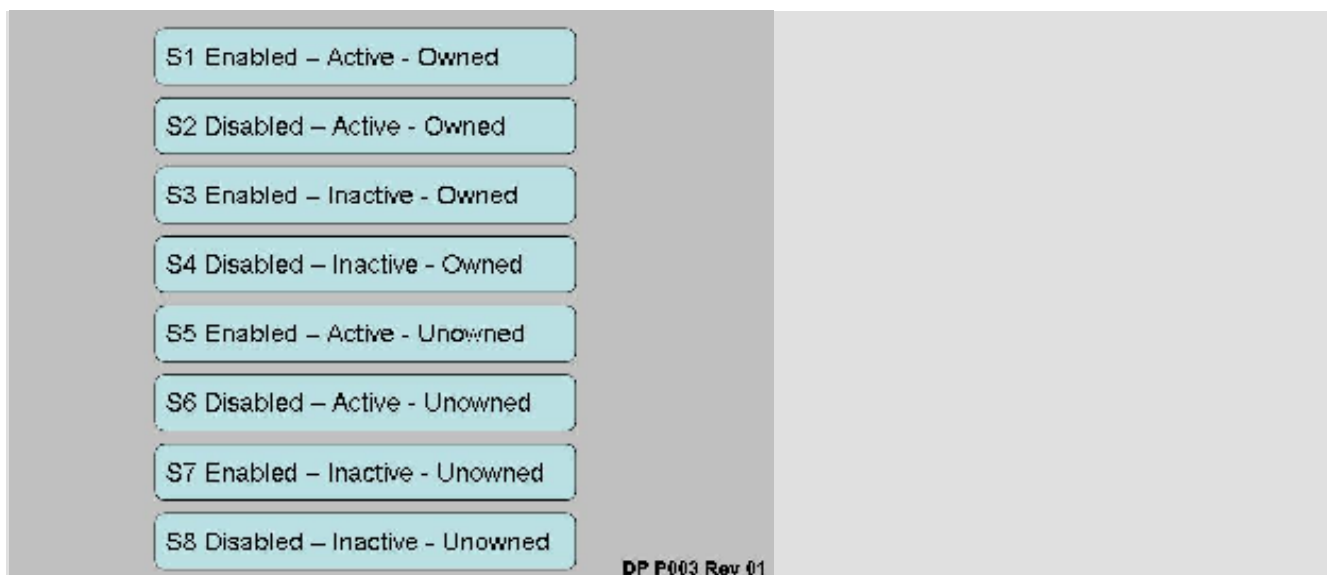 S1 Enabled – Active - Owned
S2 Disabled – Active - Owned
S3 Enabled – Inactive - Owned
S4 Disabled – Inactive - Owned
S5 Enabled – Active - Unowned
S6 Disabled – Active - Unowned
S7 Enabled – Inactive - Unowned
S8 Disabled – Inactive - Unowned
DP P003 Rev 01